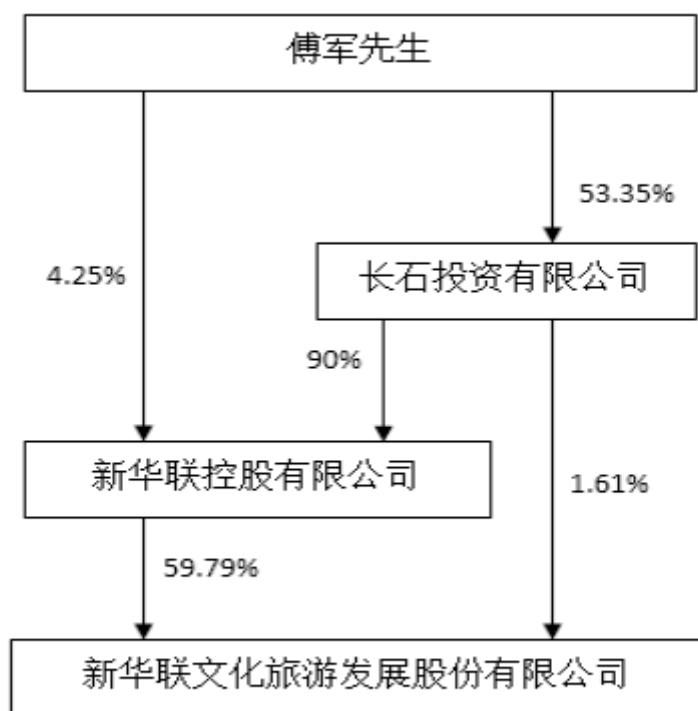 傅军先生
53.35%
4.25%
长石投资有限公司
90%
新华联控股有限公司
1.61%
59.79%
新华联文化旅游发展股份有限公司